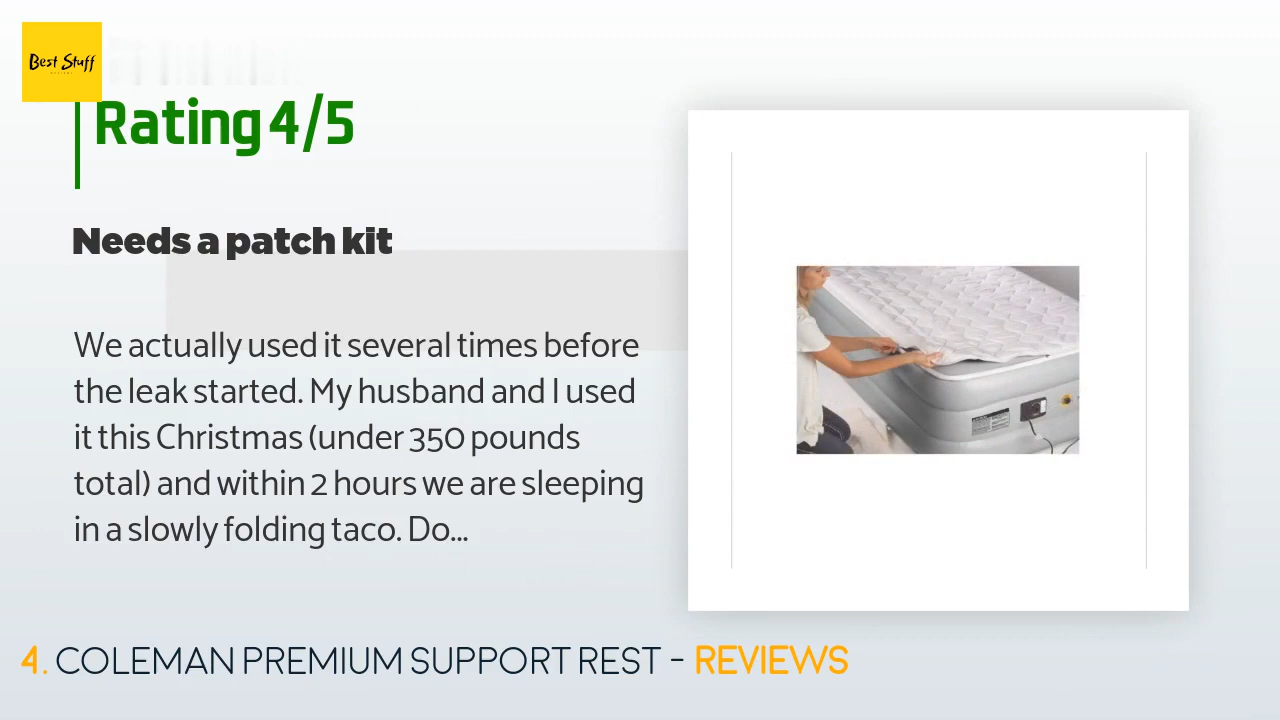 Best Stuff
Rating 4/5
Needs a patch kit
We actually used it several times before
the leak started. My husband and I used
it this Christmas (under 350 pounds
total) and within 2 hours we are sleeping
in a slowly folding taco. Do...
4. COLEMAN PREMIUM SUPPORT REST - REVIEWS